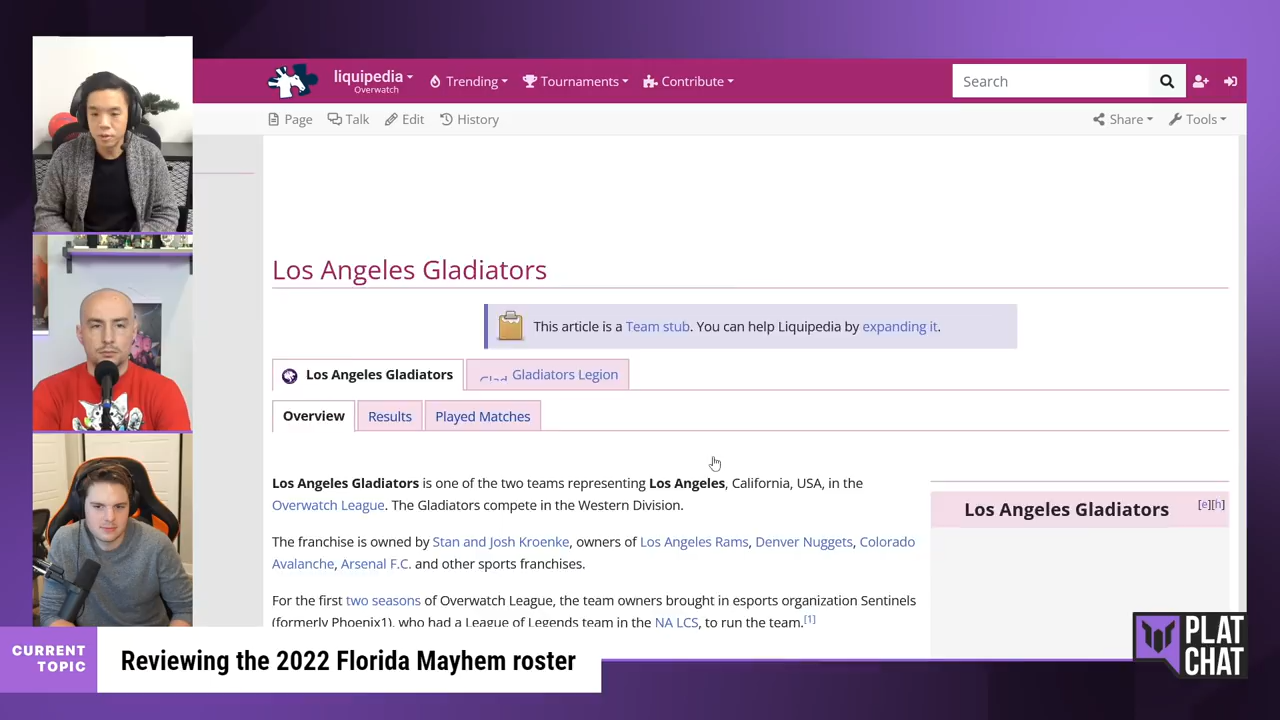 liquipedia
Overwatch
Trending
Tournaments
Contribute
Search
Page
Talk
Edit
History
Share
Tools
Los Angeles Gladiators
This article is a Team stub. You can help Liquipedia by expanding it.
Los Angeles Gladiators
Gladiators Legion
Overview
Results
Played Matches
Los Angeles Gladiators is one of the two teams representing Los Angeles, California, USA, in the
Overwatch League. The Gladiators compete in the Western Division.
The franchise is owned by Stan and Josh Kroenke, owners of Los Angeles Rams, Denver Nuggets, Colorado
Avalanche, Arsenal F.C. and other sports franchises.
For the first two seasons of Overwatch League, the team owners brought in esports organization Sentinels
(formerly Phoenix1), who had a League of Legends team in the NA LCS, to run the team.[1]
Los Angeles Gladiators
[e][h]
CURRENT
TOPIC
Reviewing the 2022 Florida Mayhem roster
PLAT
CHAT